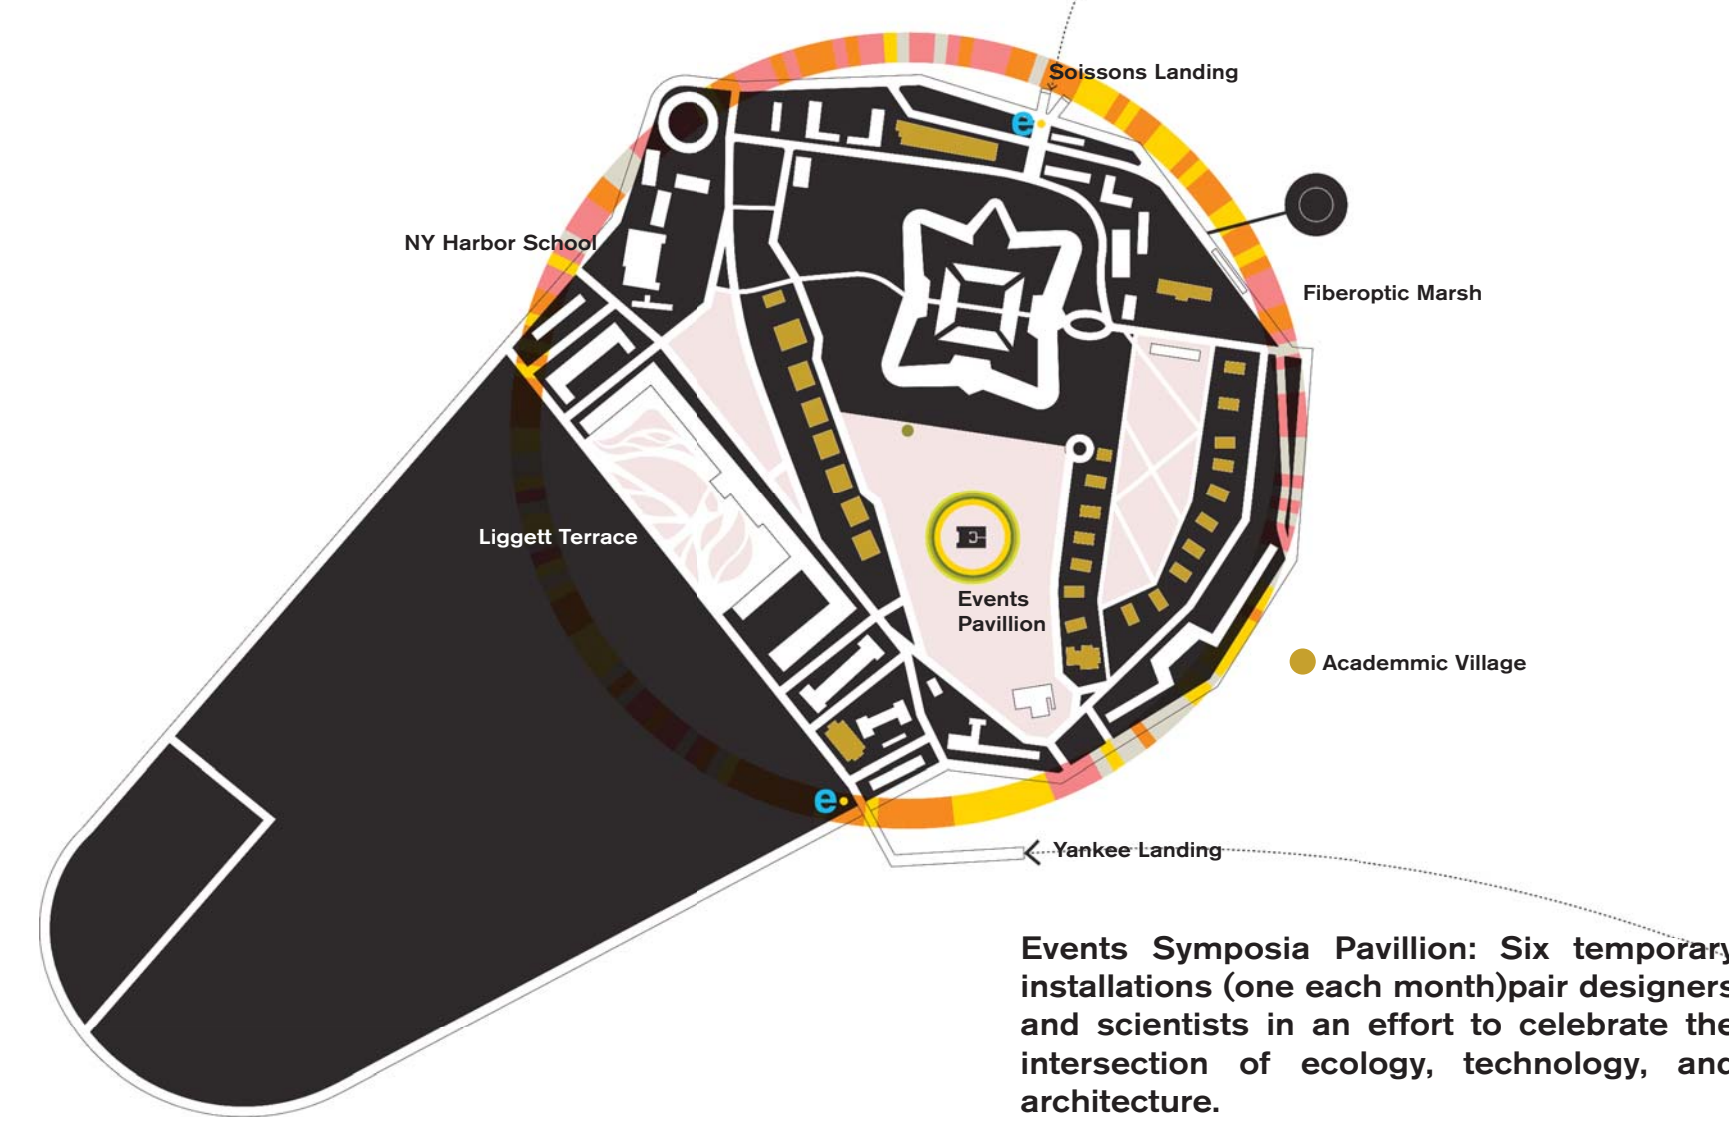 Soissons Landing
e
NY Harbor School
Fiberoptic Marsh
Liggett Terrace
Events
Pavillion
Academmic Village
e
Yankee Landing
Events Symposia Pavillion: Six temporary
installations (one each month)pair designers
and scientists in an effort to celebrate the
intersection of ecology, technology, and
architecture.